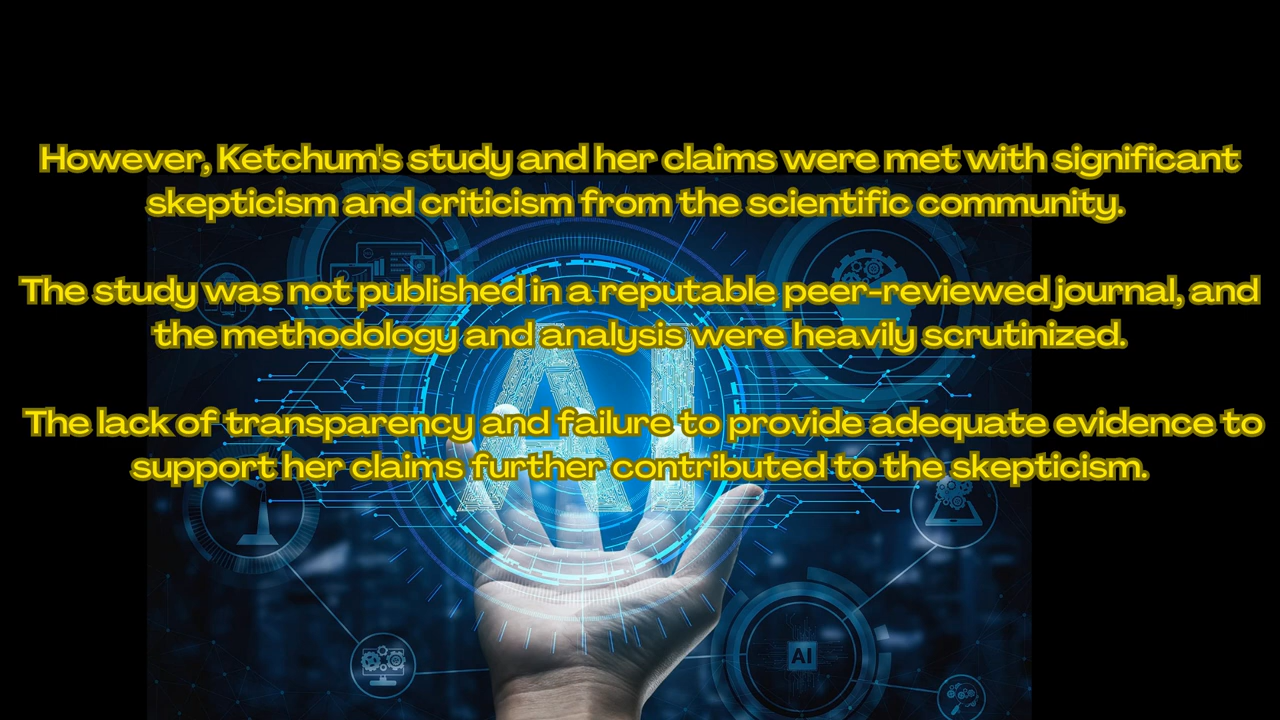 However, Ketchum's study and her claims were met with significant
skepticism and criticism from the scientific community.
The study was not published in a reputable peer-reviewed journal, and
the methodology and analysis were heavily scrutinized.
The lack of transparency and failure to provide adequate evidence to
support her claims further contributed to the skepticism.
AI
AI